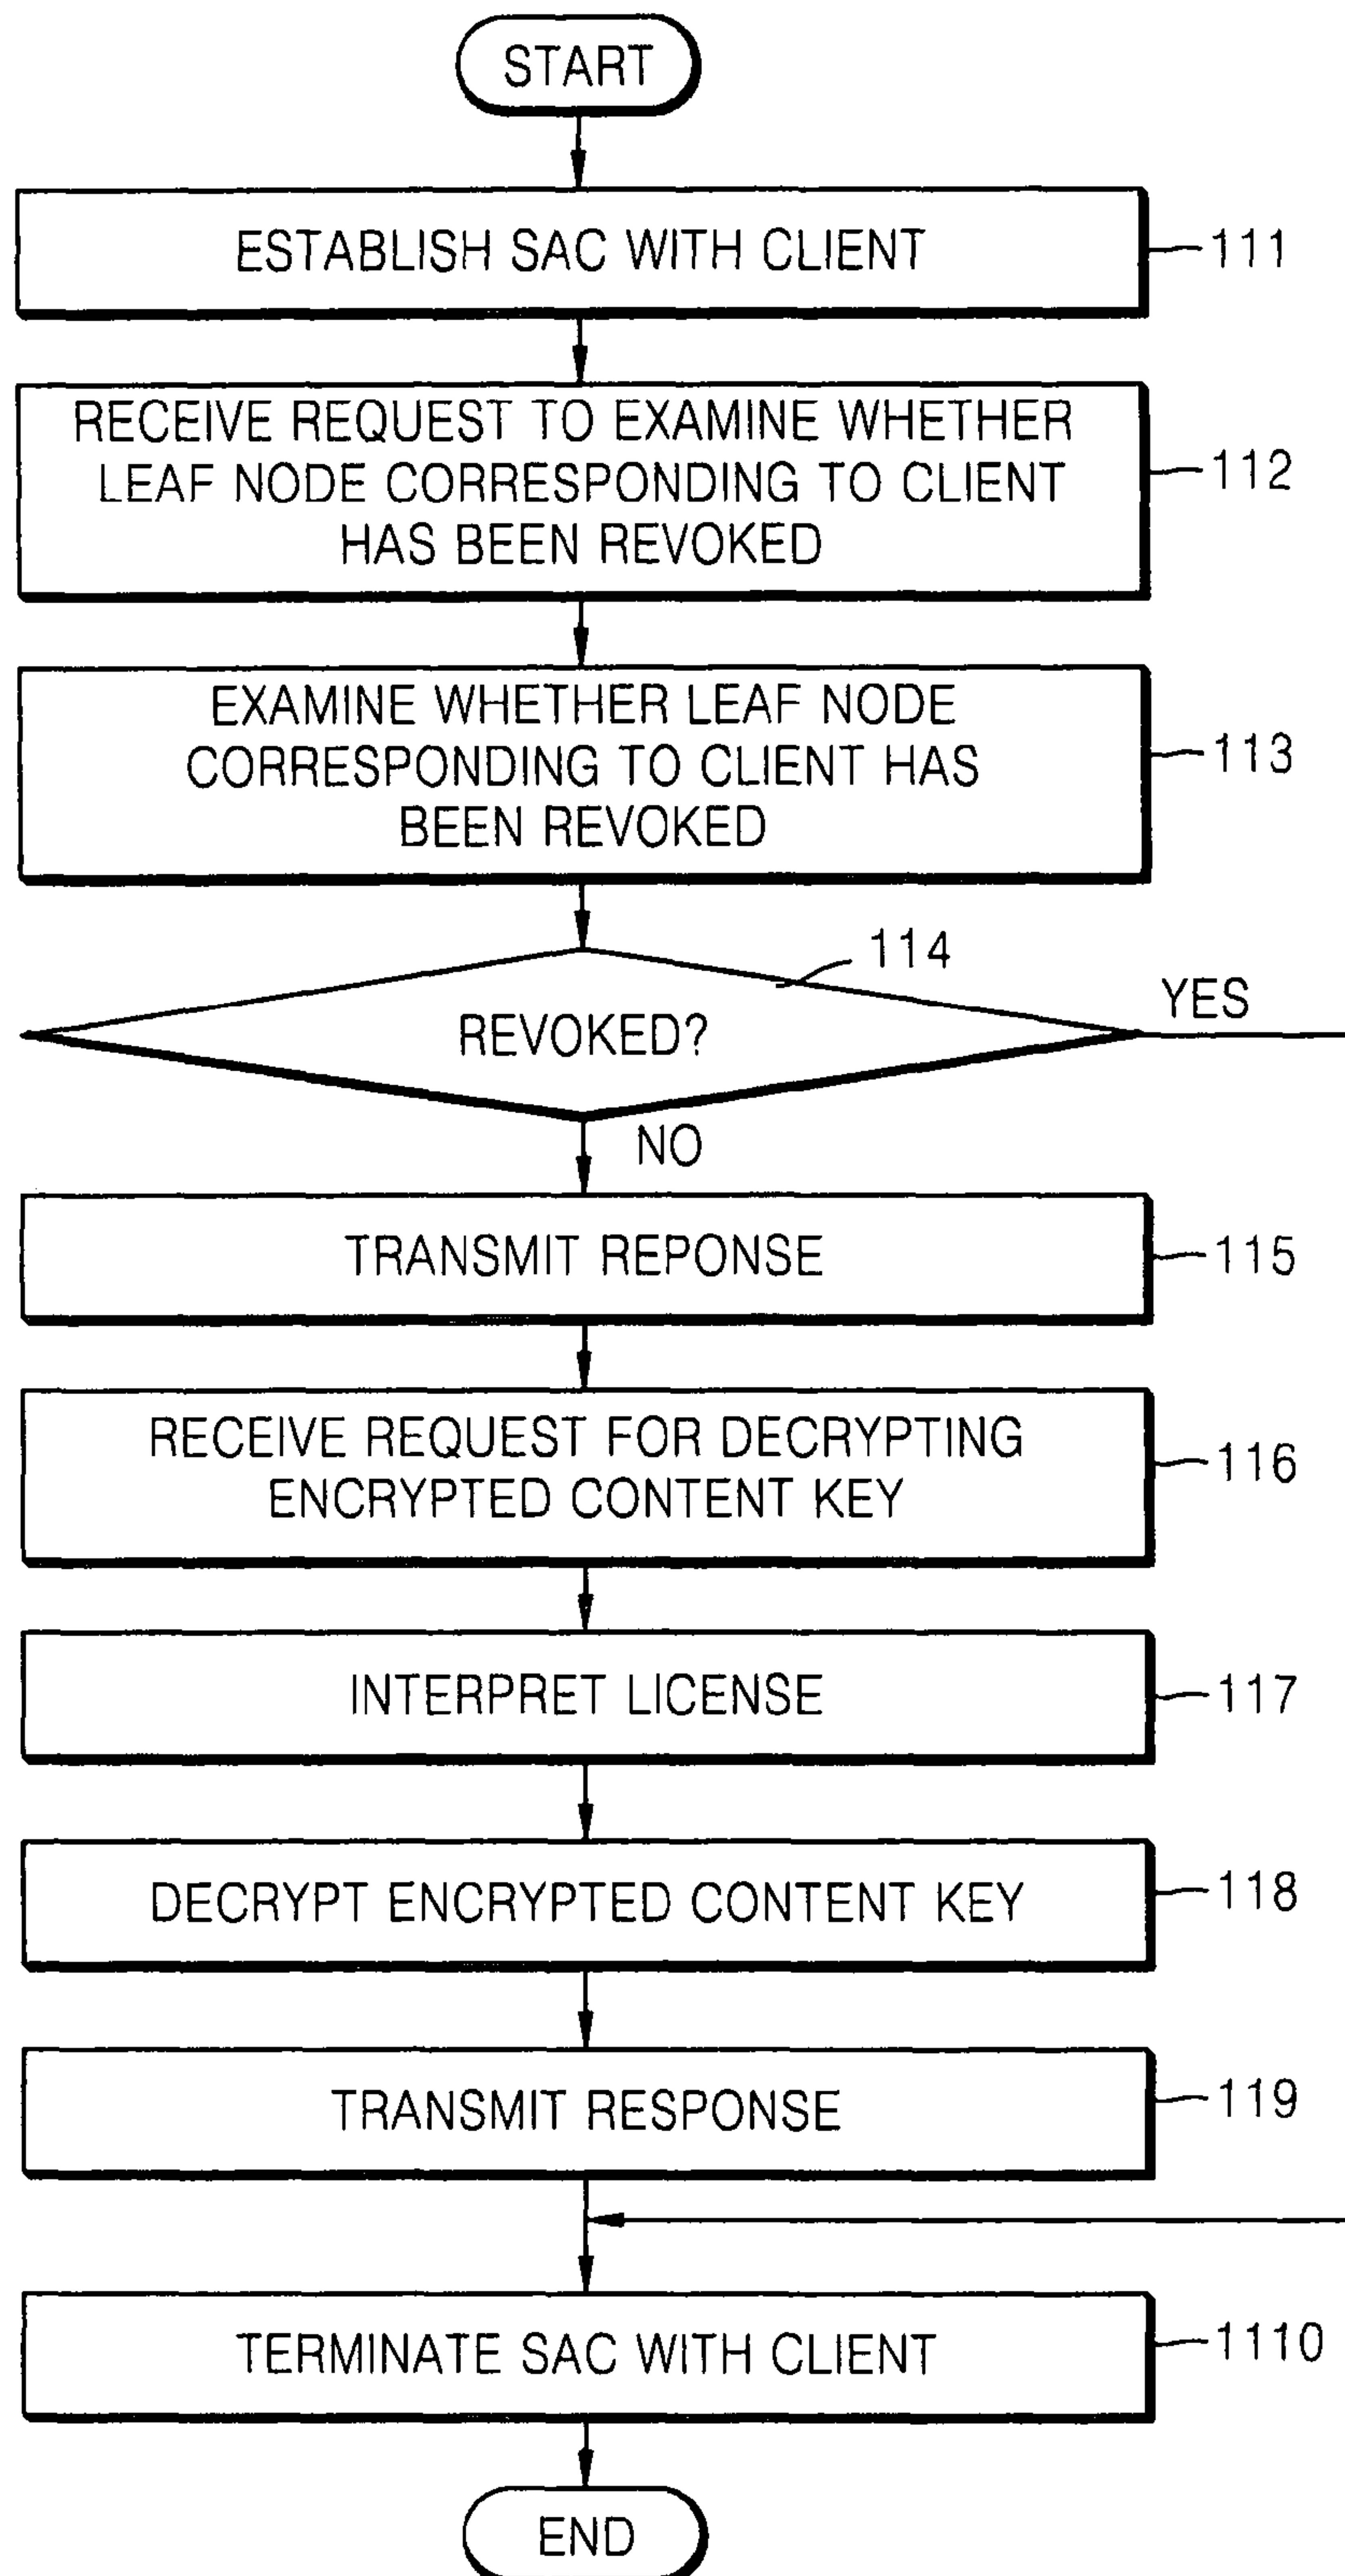 START
ESTABLISH SAC WITH CLIENT
111
RECEIVE REQUEST TO EXAMINE WHETHER
LEAF NODE CORRESPONDING TO CLIENT
HAS BEEN REVOKED
112
EXAMINE WHETHER LEAF NODE
CORRESPONDING TO CLIENT HAS
BEEN REVOKED
113
114
REVOKED?
YES
NO
TRANSMIT REPONSE
115
RECEIVE REQUEST FOR DECRYPTING
ENCRYPTED CONTENT KEY
116
INTERPRET LICENSE
117
DECRYPT ENCRYPTED CONTENT KEY
118
TRANSMIT RESPONSE
119
TERMINATE SAC WITH CLIENT
1110
END